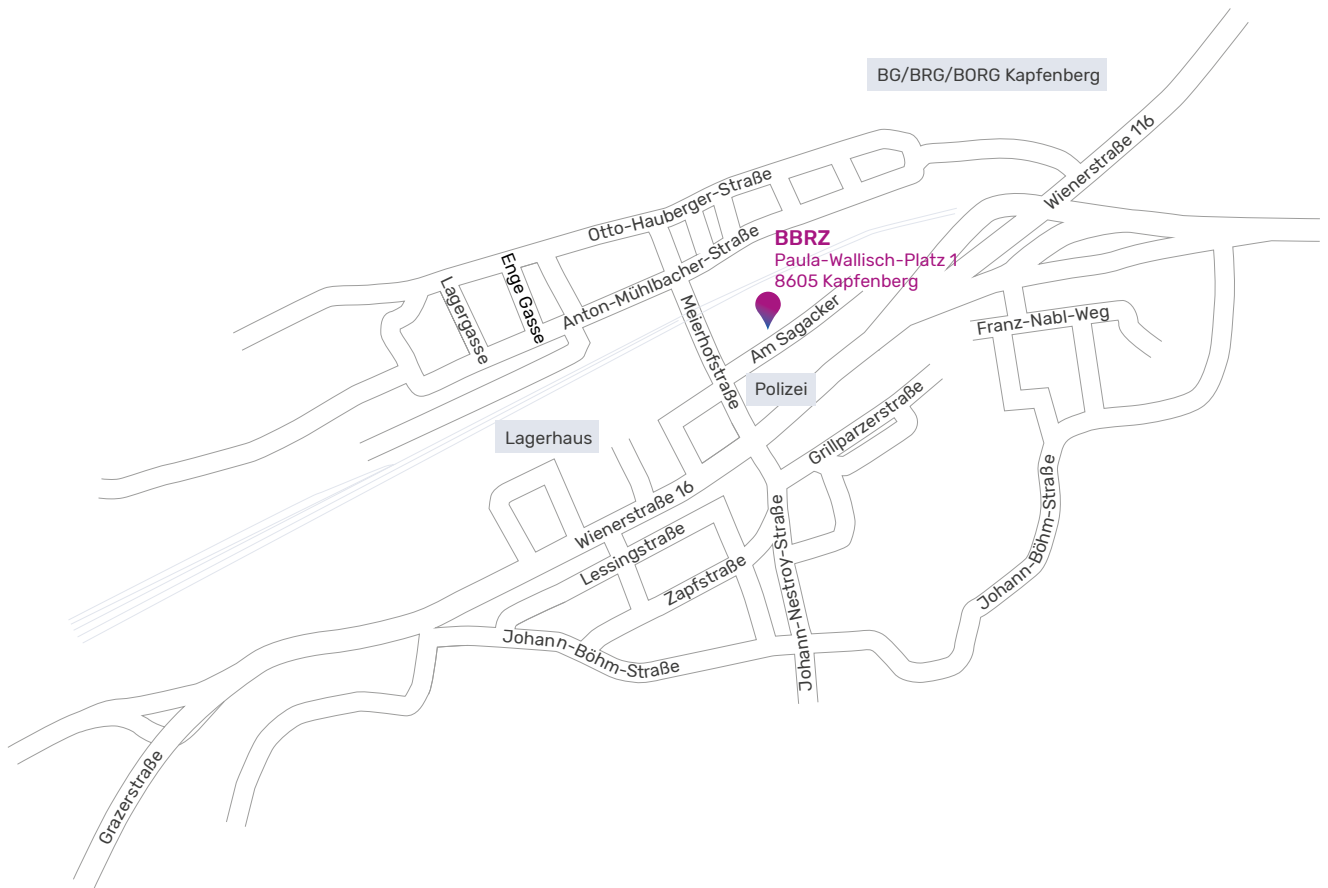 BG/BRG/BORG Kapfenberg
Wienerstraße 116
Otto-Hauberger-Straße
BBRZ
Paula-Wallisch-Platz 1
8605 Kapfenberg
Enge Gasse
Lagergasse
Anton-Mühlbacher-Straße
Meierhofstraße
Am Sagacker
Franz-Nabl-Weg
Polizei
Lagerhaus
Grillparzerstraße
Wienerstraße 16
Lessingstraße
Zapfstraße
Johann-Nestroy-Straße
Johann-Böhm-Straße
Johann-Böhm-Straße
Grazerstraße